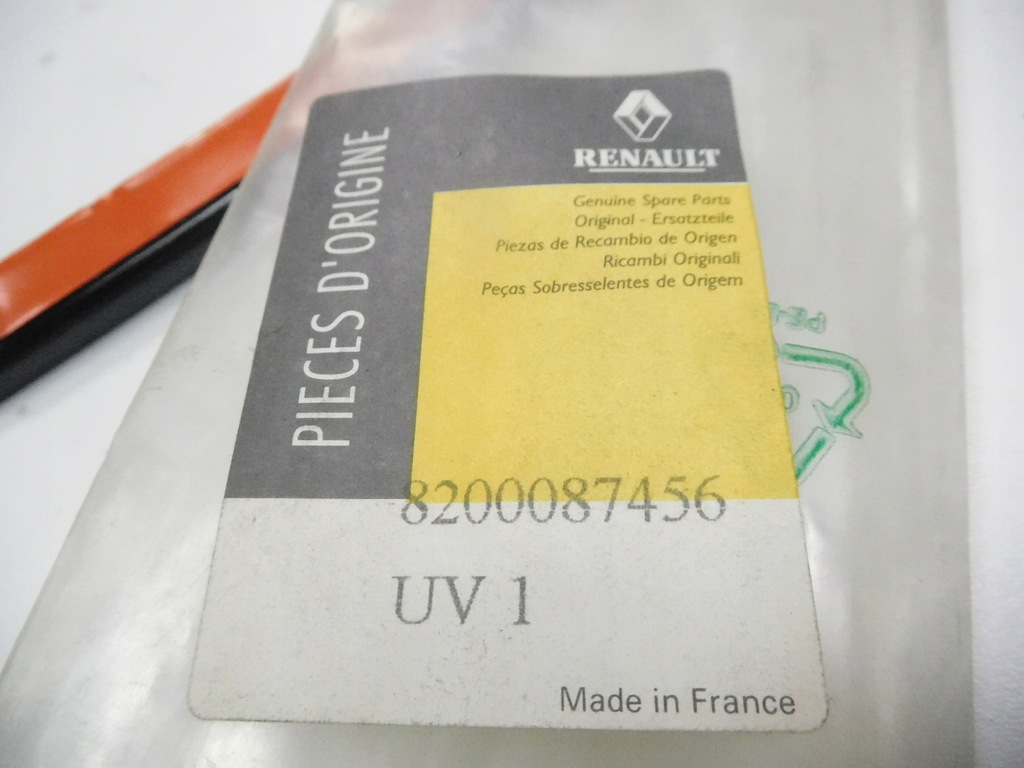 PIECES D'ORIGINE
RENAULT
Genuine Spare Parts
Original - Ersatzteile
Piezas de Recambio de Origen
Ricambi Originali
Peças Sobresselentes de Origem
8200087456
UV 1
Made in France